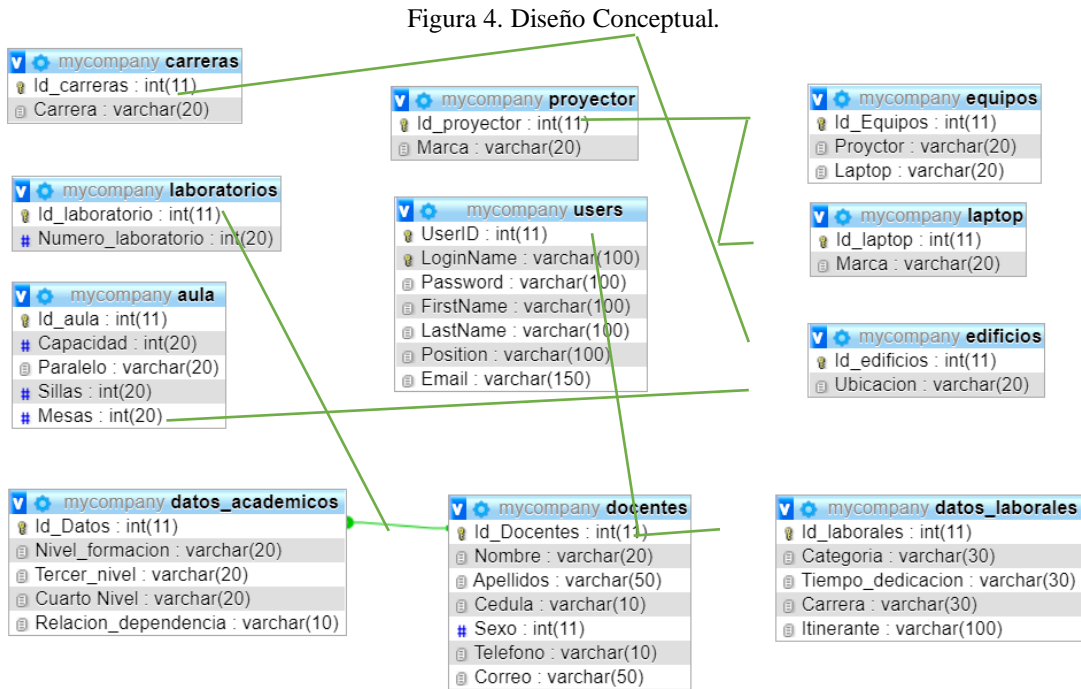 Figura 4. Diseño Conceptual.
mycompany carreras
Id_carreras : int(11)
Carrera : varchar(20)
mycompany proyector
Id_proyector : int(11)
Marca : varchar(20)
mycompany equipos
Id_Equipos : int(11)
Proyctor : varchar(20)
Laptop : varchar(20)
mycompany laboratorios
Id_laboratorio : int(11)
# Numero_laboratorio : int(20)
mycompany users
UserID : int(11)
LoginName : varchar(100)
Password : varchar(100)
FirstName : varchar(100)
LastName : varchar(100)
Position : varchar(100)
Email : varchar(150)
mycompany laptop
Id_laptop : int(11)
Marca : varchar(20)
mycompany aula
Id_aula : int(11)
# Capacidad : int(20)
Paralelo : varchar(20)
# Sillas : int(20)
# Mesas : int(20)
mycompany edificios
Id_edificios : int(11)
Ubicacion : varchar(20)
mycompany datos_academicos
Id_Datos : int(11)
Nivel_formacion : varchar(20)
Tercer_nivel : varchar(20)
Cuarto Nivel : varchar(20)
Relacion_dependencia : varchar(10)
mycompany docentes
Id_Docentes : int(11)
Nombre : varchar(20)
Apellidos : varchar(50)
Cedula : varchar(10)
# Sexo : int(11)
Telefono : varchar(10)
Correo : varchar(50)
mycompany datos_laborales
Id_laborales : int(11)
Categoria : varchar(30)
Tiempo_dedicacion : varchar(30)
Carrera : varchar(30)
Itinerante : varchar(100)